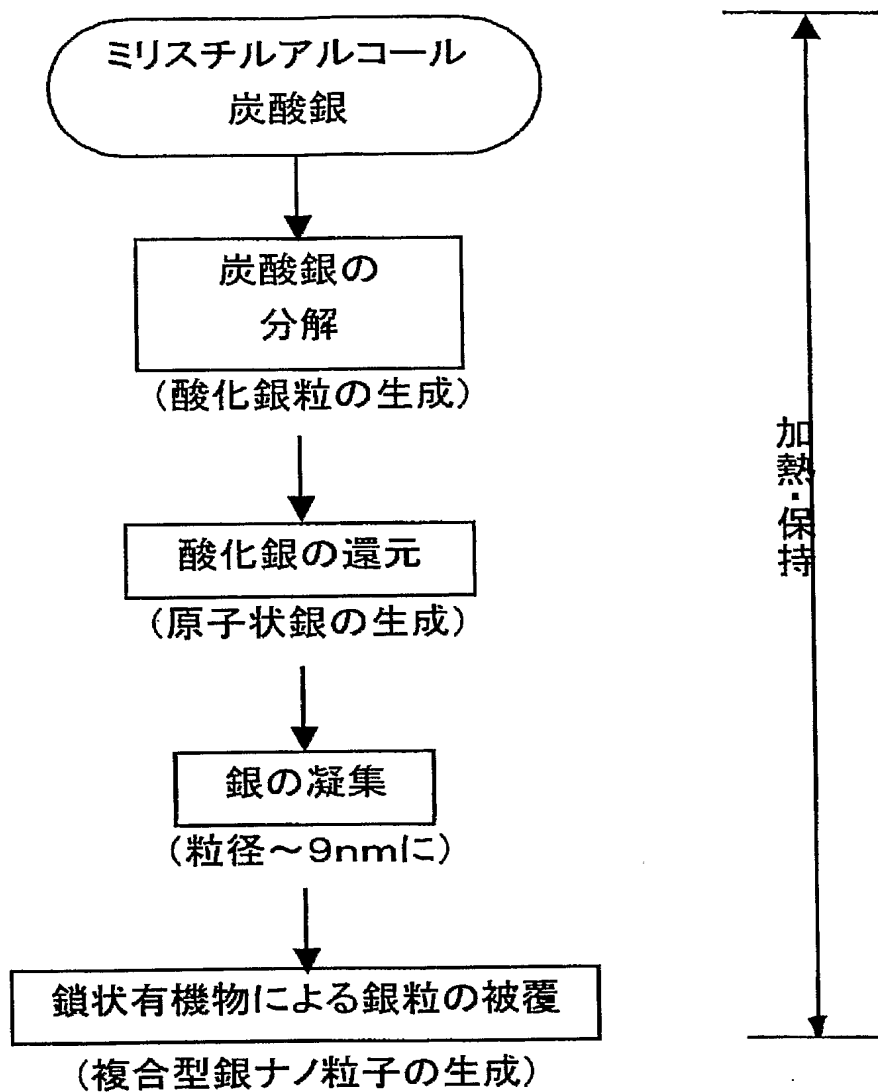 ミリスチルアルコール
炭酸銀
炭酸銀の
分解
(酸化銀粒の生成)
酸化銀の還元
(原子状銀の生成)
銀の凝集
(粒径~9nmに)
鎖状有機物による銀粒の被覆
(複合型銀ナノ粒子の生成)
加熱・保持